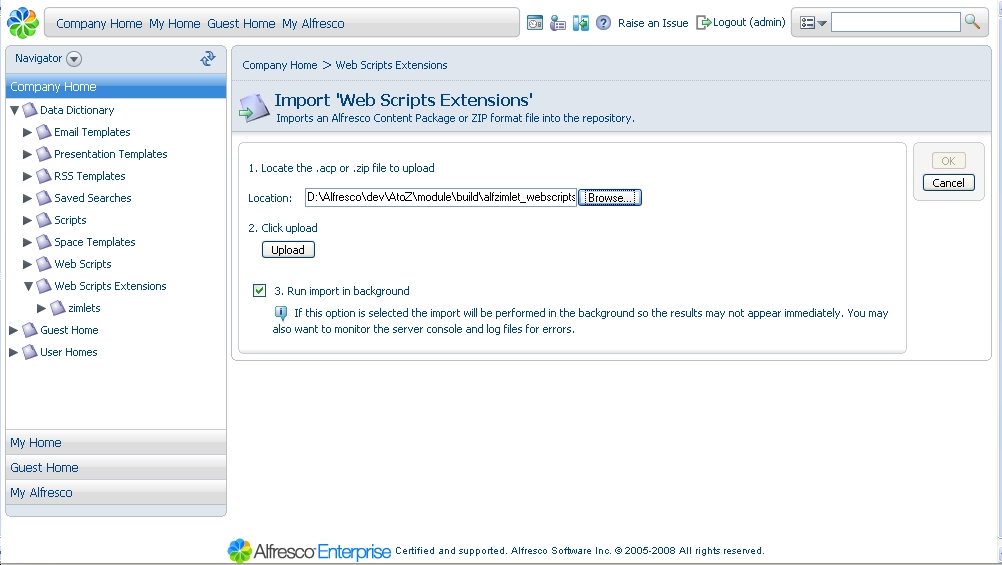 Company Home My Home Guest Home My Alfresco
Raise an Issue Logout (admin)
Navigator
Company Home
Data Dictionary
Email Templates
Presentation Templates
RSS Templates
Saved Searches
Scripts
Space Templates
Web Scripts
Web Scripts Extensions
zimlets
Guest Home
User Homes
My Home
Guest Home
My Alfresco
Company Home > Web Scripts Extensions
Import 'Web Scripts Extensions'
Imports an Alfresco Content Package or ZIP format file into the repository.
1. Locate the .acp or .zip file to upload
Location: D:\Alfresco\dev\AtoZ\module\build\alfzimlet_webscripts Browse...
2. Click upload
Upload
3. Run import in background
If this option is selected the import will be performed in the background so the results may not appear immediately. You may
also want to monitor the server console and log files for errors.
OK
Cancel
Alfresco Enterprise Certified and supported. Alfresco Software Inc. © 2005-2008 All rights reserved.